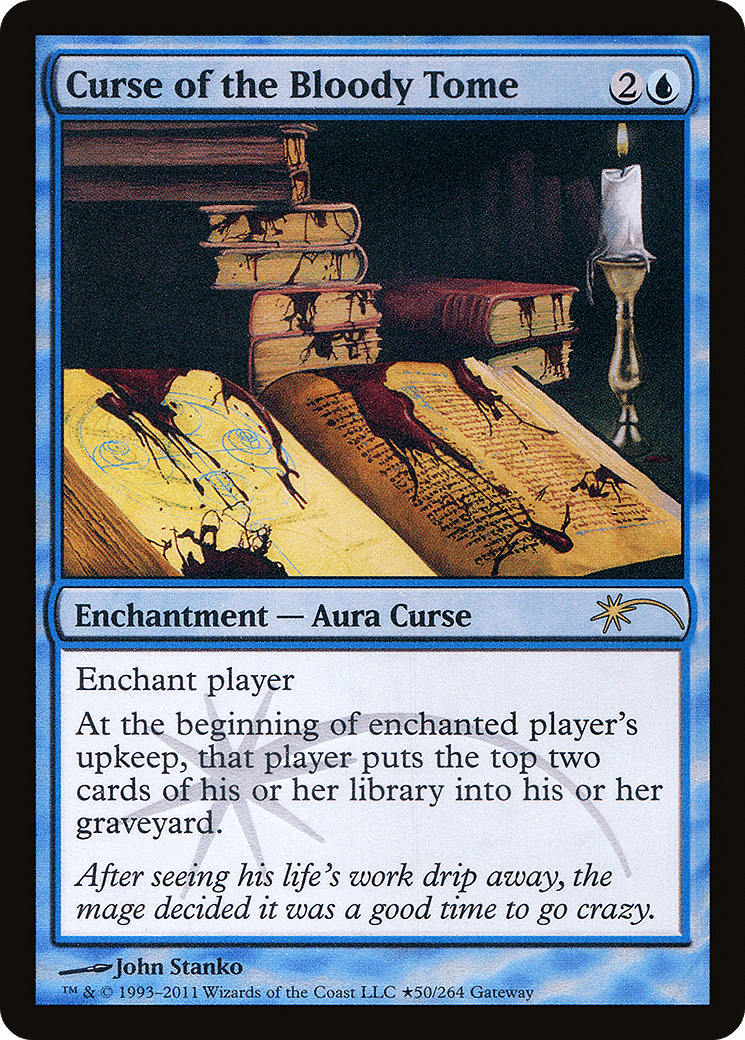 Curse of the Bloody Tome 2
Enchantment — Aura Curse
Enchant player
At the beginning of enchanted player's
upkeep, that player puts the top two
cards of his or her library into his or her
graveyard.
After seeing his life's work drip away, the
mage decided it was a good time to go crazy.
John Stanko
™ & © 1993–2011 Wizards of the Coast LLC ★50/264 Gateway